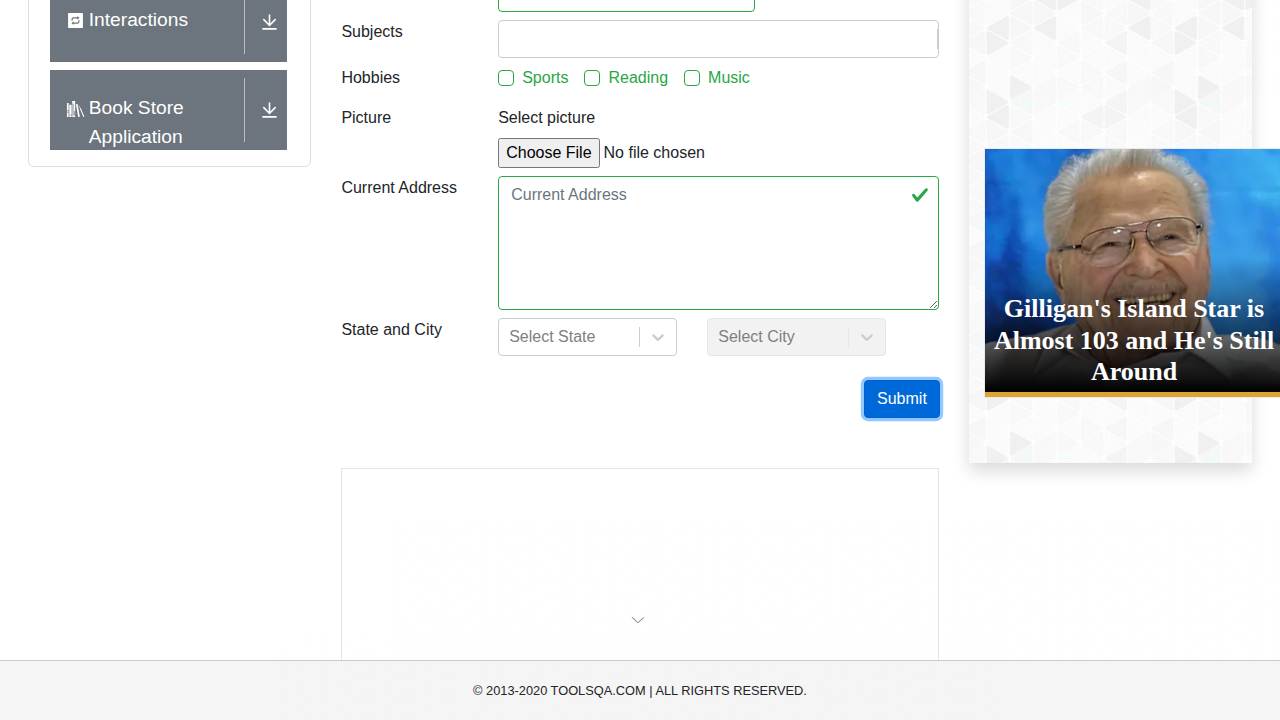 Interactions
Book Store
Application
Subjects
Hobbies
Sports
Reading
Music
Picture
Select picture
Choose File No file chosen
Current Address
Current Address
State and City
Select State
Select City
Submit
Gilligan's Island Star is
Almost 103 and He's Still
Around
© 2013-2020 TOOLSQA.COM | ALL RIGHTS RESERVED.